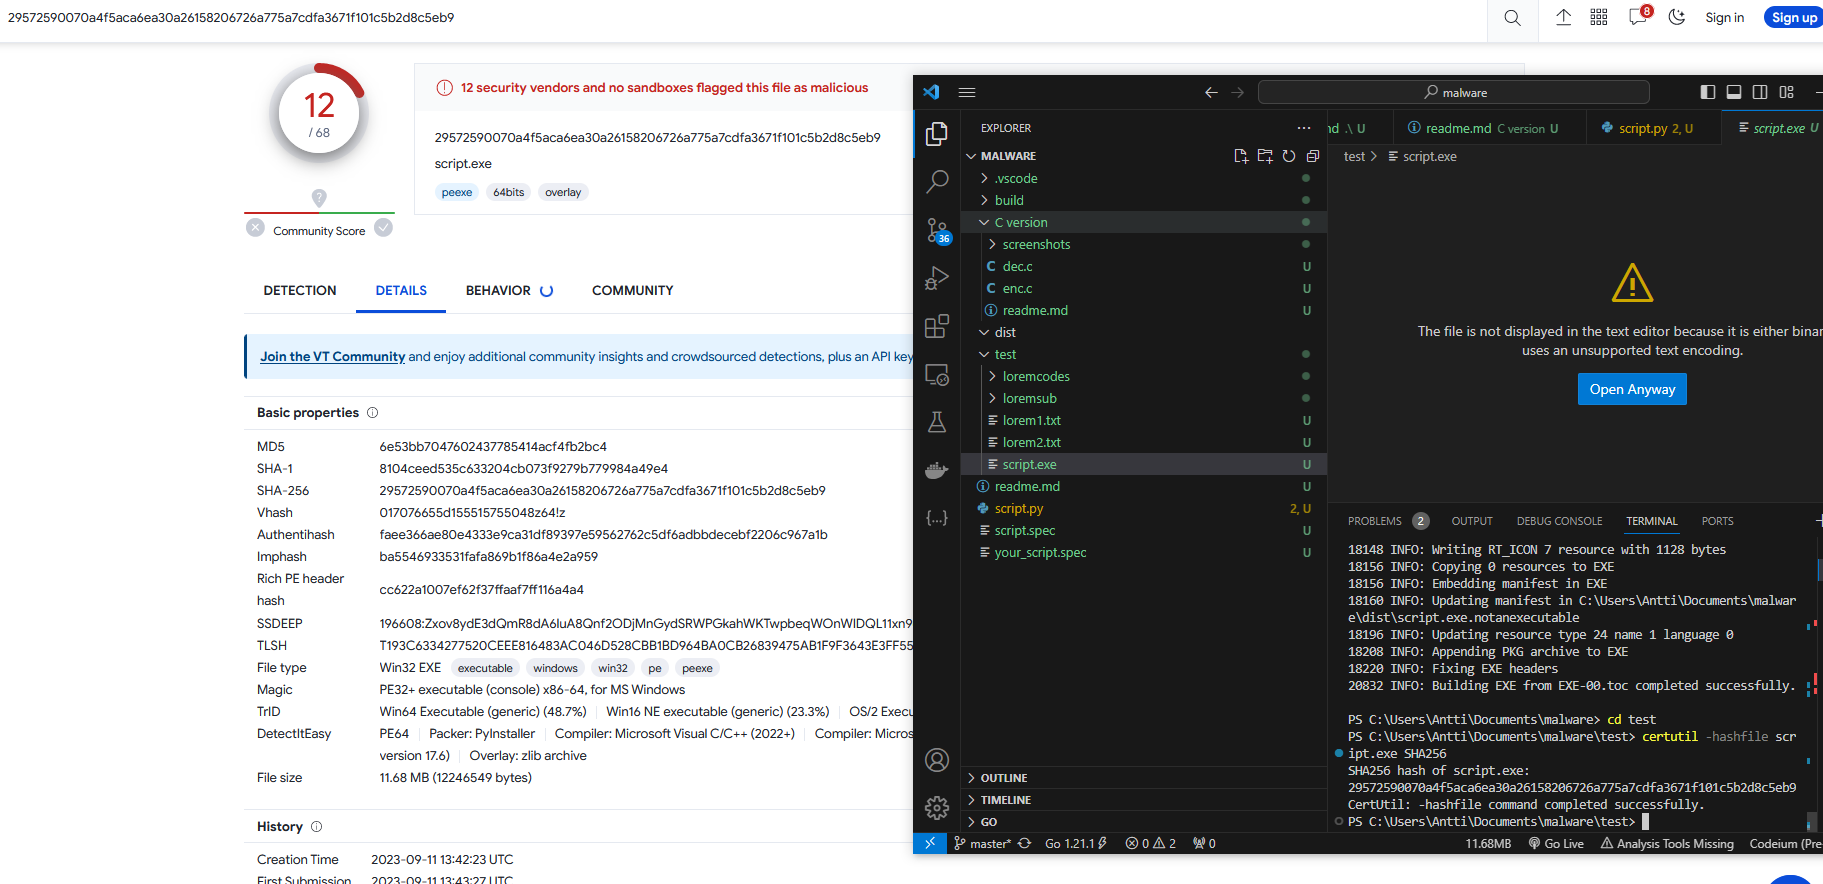 29572590070a4f5aca6ea30a26158206726a775a7cdfa3671f101c5b2d8c5eb9
8
Sign in
Sign up
12
/ 68
?
Community Score
12 security vendors and no sandboxes flagged this file as malicious
29572590070a4f5aca6ea30a26158206726a775a7cdfa3671f101c5b2d8c5eb9
script.exe
peexe 64bits overlay
DETECTION DETAILS BEHAVIOR COMMUNITY
Join the VT Community and enjoy additional community insights and crowdsourced detections, plus an API key
Basic properties
MD5 6e53bb7047602437785414acf4fb2bc4
SHA-1 8104ceed535c633204cb073f9279b779984a49e4
SHA-256 29572590070a4f5aca6ea30a26158206726a775a7cdfa3671f101c5b2d8c5eb9
Vhash 017076655d155515755048z64!z
Authentihash faee366ae80e4333e9ca31df89397e59562762c5df6adbbdecebf2206c967a1b
Imphash ba5546933531fafa869b1f86a4e2a959
Rich PE header
hash
cc622a1007ef62f37ffaaf7ff116a4a4
SSDEEP 196608:Zxov8ydE3dQmR8dA6IuA8Qnf2ODjMnGydSRWPGkahWKTwpbeqWOnWIDQL11xn9
TLSH T193C6334277520CEEE816483AC046D528CBB1BD964BA0CB26839475AB1F9F3643E3FF55
File type Win32 EXE executable windows win32 pe peexe
Magic PE32+ executable (console) x86-64, for MS Windows
TrID Win64 Executable (generic) (48.7%) Win16 NE executable (generic) (23.3%) OS/2 Execu
DetectItEasy PE64 Packer: PyInstaller Compiler: Microsoft Visual C/C++ (2022+) Compiler: Micros
version 17.6) Overlay: zlib archive
File size 11.68 MB (12246549 bytes)
History
Creation Time 2023-09-11 13:42:23 UTC
First Submission 2023-09-11 13:43:27 UTC
malware
EXPLORER
MALWARE
.vscode
build
C version
screenshots
dec.c U
enc.c U
readme.md U
dist
test
loremcodes
loremsub
lorem1.txt U
lorem2.txt U
script.exe U
readme.md U
script.py 2, U
script.spec U
your_script.spec U
OUTLINE
TIMELINE
GO
36
nd .\ U
readme.md C version U
script.py 2, U
script.exe U
test > script.exe
The file is not displayed in the text editor because it is either binar
uses an unsupported text encoding.
Open Anyway
PROBLEMS 2 OUTPUT DEBUG CONSOLE TERMINAL PORTS
18148 INFO: Writing RT_ICON 7 resource with 1128 bytes
18156 INFO: Copying 0 resources to EXE
18156 INFO: Embedding manifest in EXE
18160 INFO: Updating manifest in C:\Users\Antti\Documents\malwar
e\dist\script.exe.notanexecutable
18196 INFO: Updating resource type 24 name 1 language 0
18208 INFO: Appending PKG archive to EXE
18220 INFO: Fixing EXE headers
20832 INFO: Building EXE from EXE-00.toc completed successfully.
PS C:\Users\Antti\Documents\malware> cd test
PS C:\Users\Antti\Documents\malware\test> certutil -hashfile scr
ipt.exe SHA256
SHA256 hash of script.exe:
29572590070a4f5aca6ea30a26158206726a775a7cdfa3671f101c5b2d8c5eb9
CertUtil: -hashfile command completed successfully.
PS C:\Users\Antti\Documents\malware\test>
master* Go 1.21.1 0 2 0 11.68MB Go Live Analysis Tools Missing Codeium (Pre